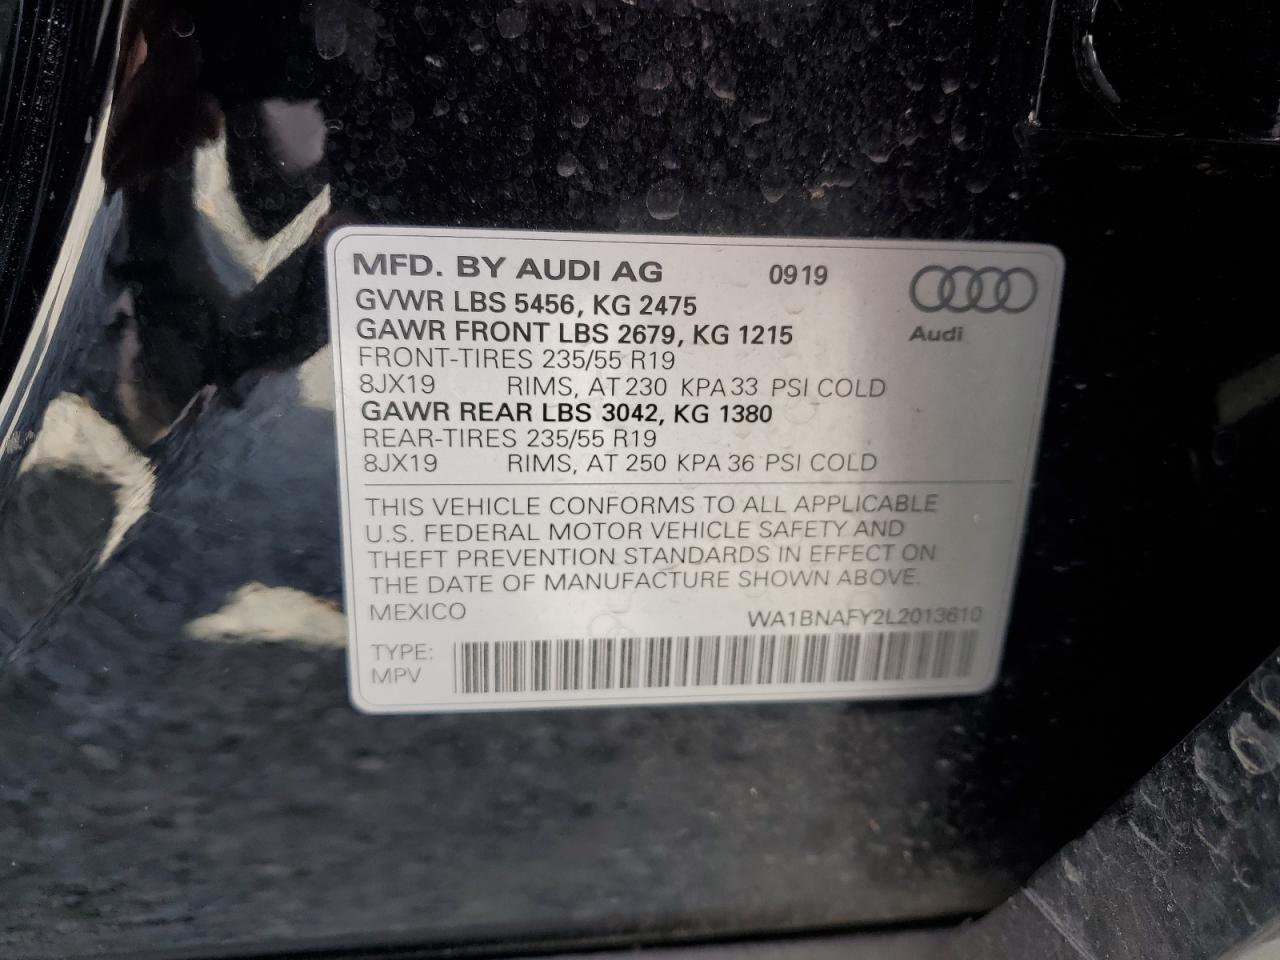 MFD. BY AUDI AG 0919
GVWR LBS 5456, KG 2475
GAWR FRONT LBS 2679, KG 1215
Audi
FRONT-TIRES 235/55 R19
8JX19 RIMS, AT 230 KPA 33 PSI COLD
GAWR REAR LBS 3042, KG 1380
REAR-TIRES 235/55 R19
8JX19 RIMS, AT 250 KPA 36 PSI COLD
THIS VEHICLE CONFORMS TO ALL APPLICABLE
U.S. FEDERAL MOTOR VEHICLE SAFETY AND
THEFT PREVENTION STANDARDS IN EFFECT ON
THE DATE OF MANUFACTURE SHOWN ABOVE.
MEXICO WA1BNAFY2L2013610
TYPE:
MPV